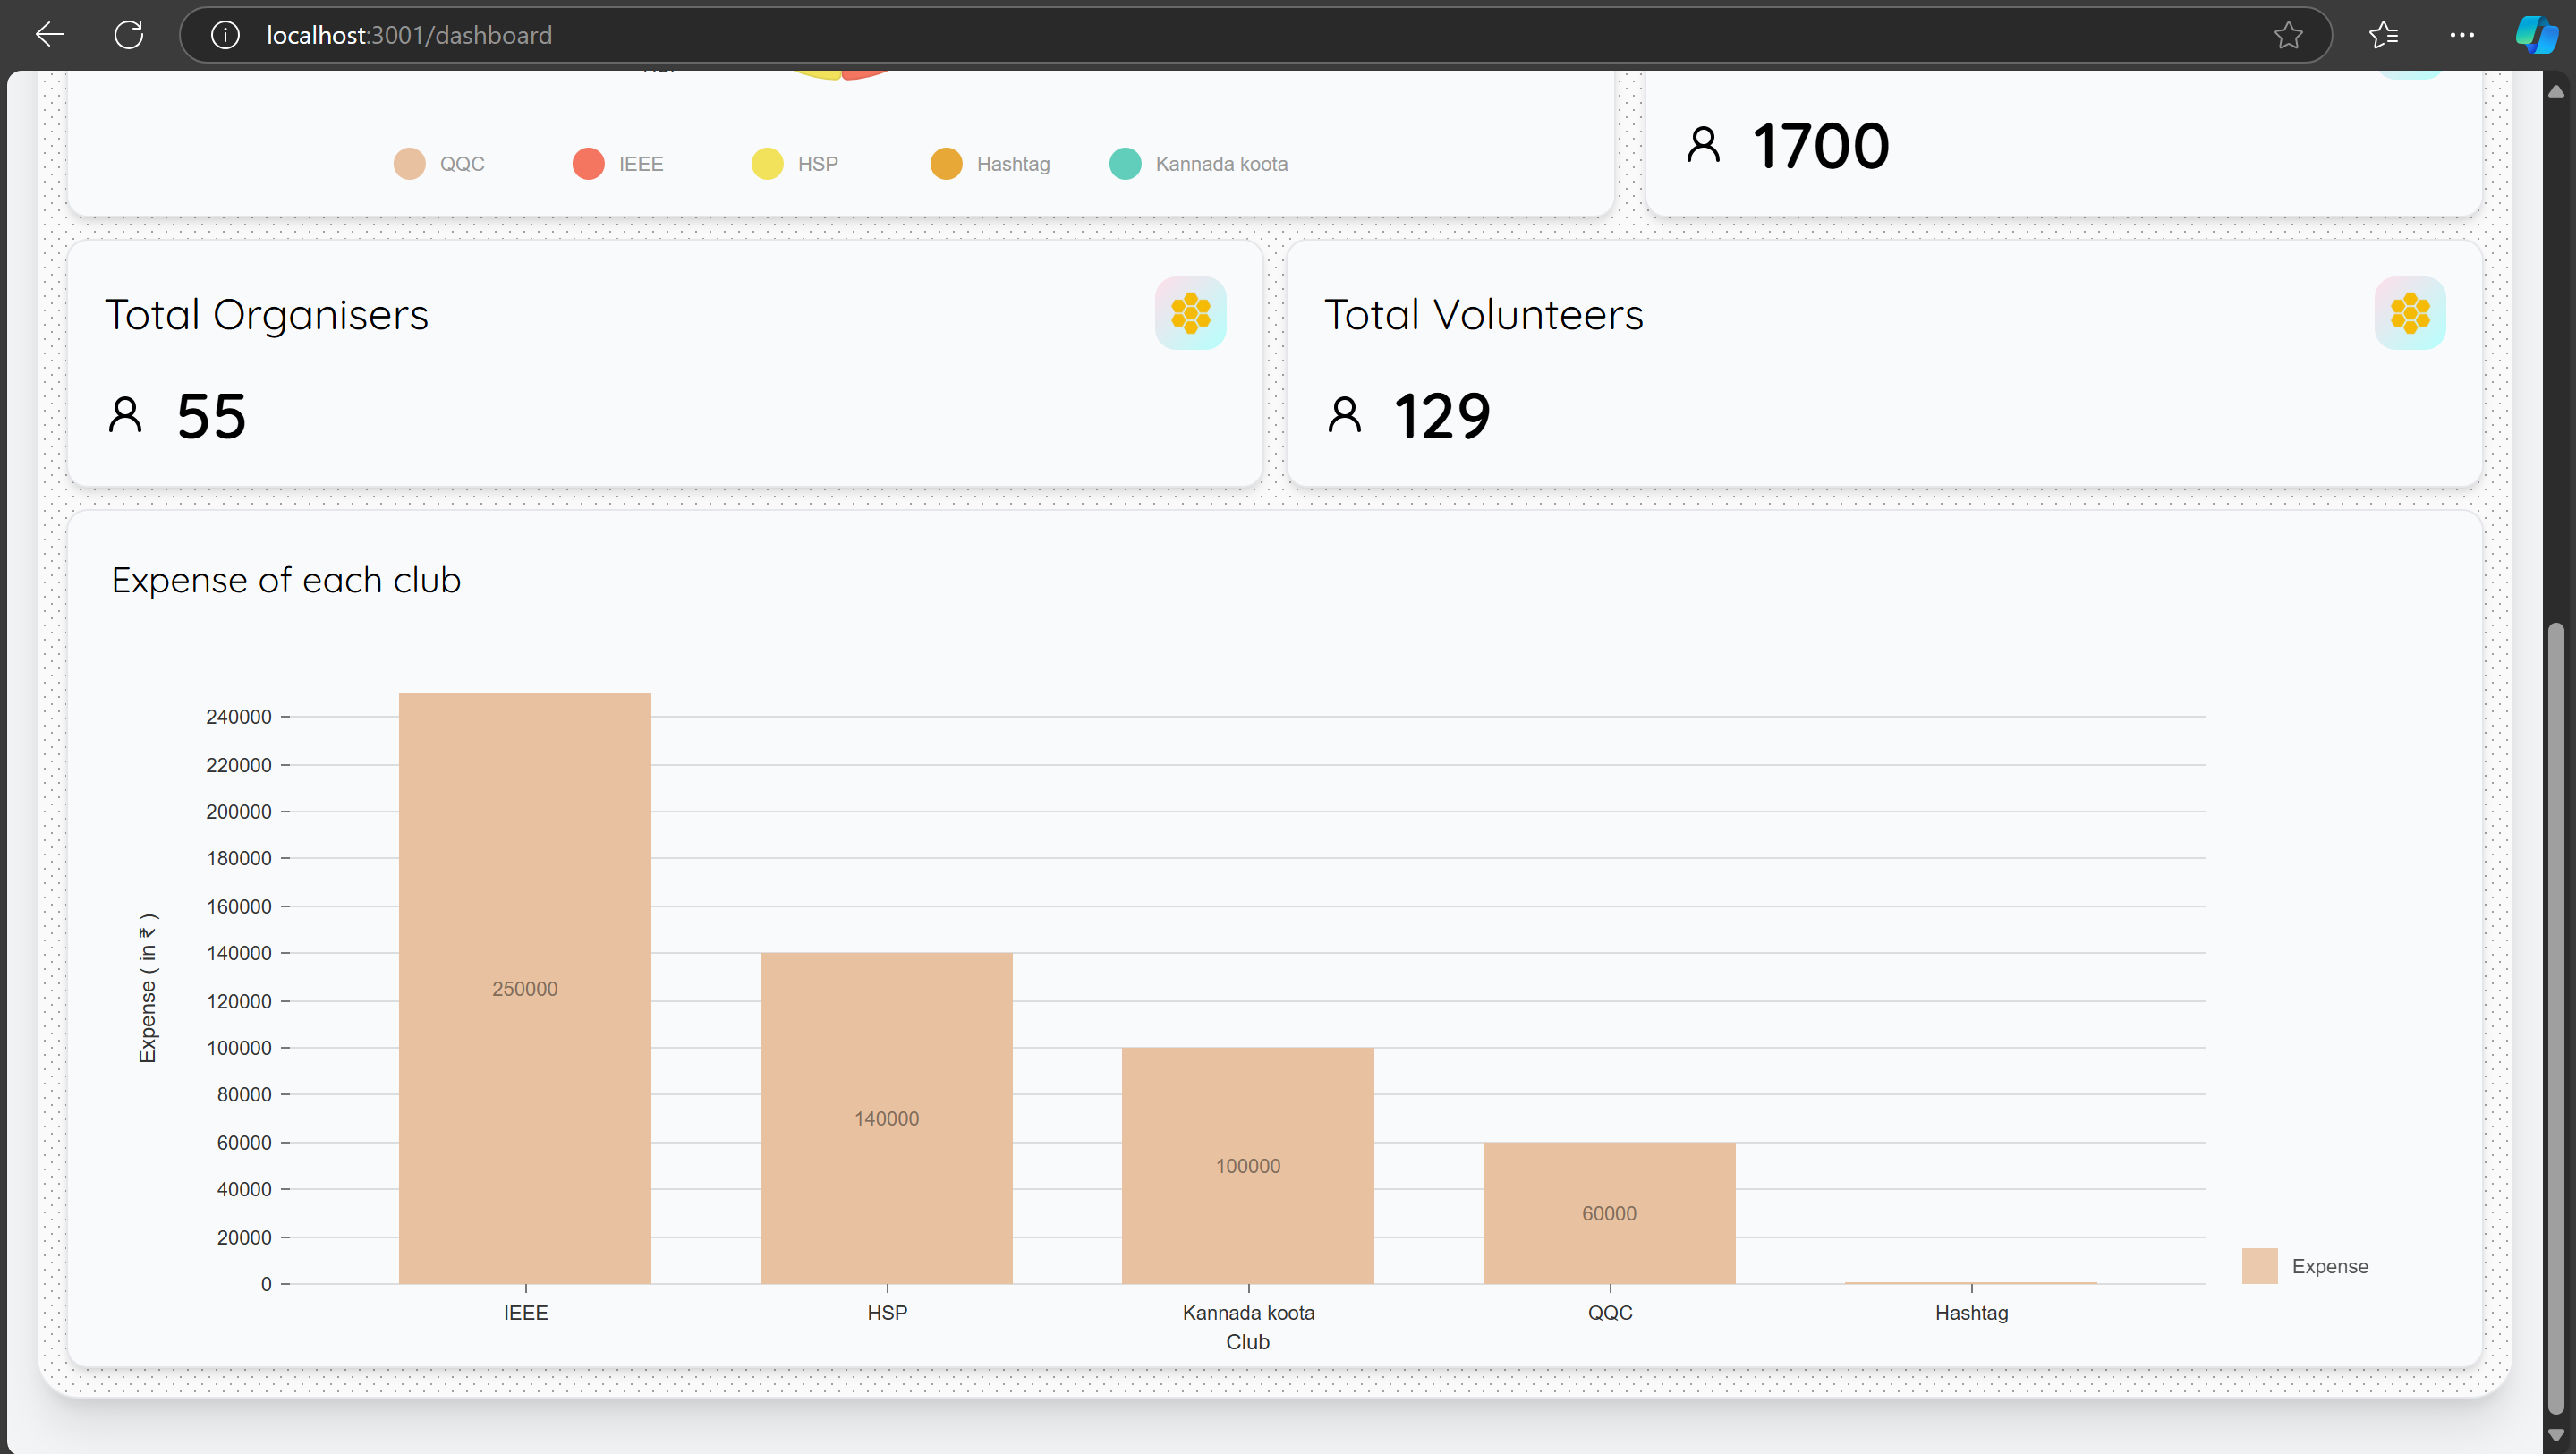 localhost:3001/dashboard
QQC IEEE HSP Hashtag Kannada koota
1700
Total Organisers
55
Total Volunteers
129
Expense of each club
Expense ( in ₹ )
240000
220000
200000
180000
160000
140000
120000
100000
80000
60000
40000
20000
0
250000
140000
100000
60000
IEEE HSP Kannada koota QQC Hashtag
Club
Expense